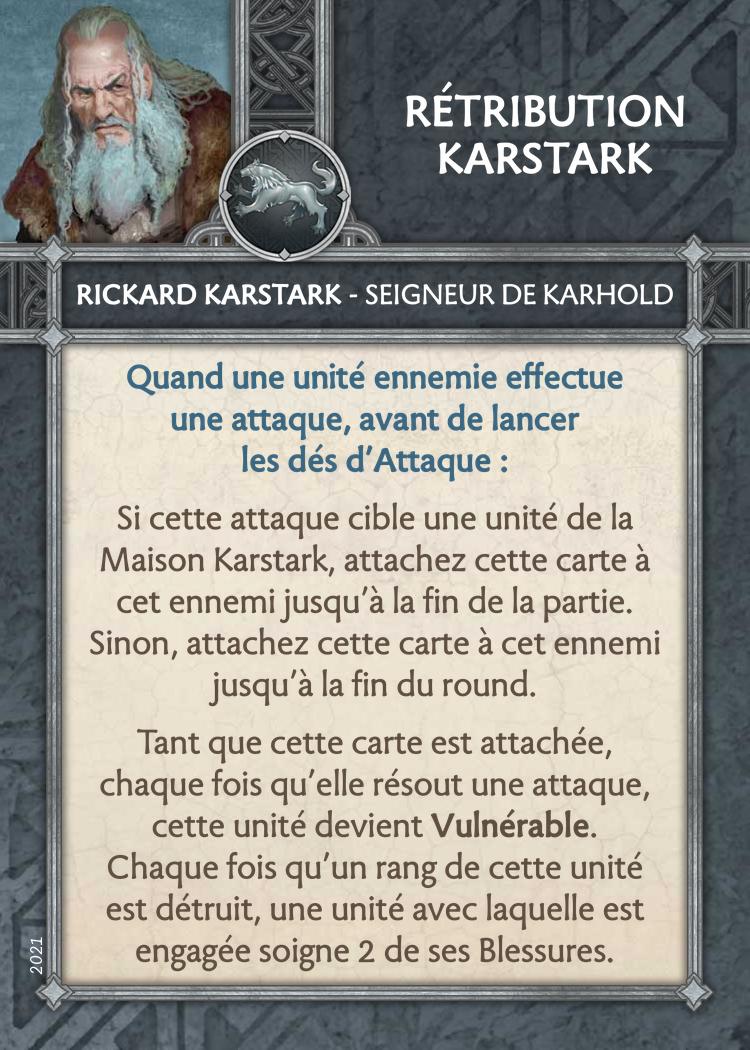 RÉTRIBUTION
KARSTARK
RICKARD KARSTARK - SEIGNEUR DE KARHOLD
Quand une unité ennemie effectue
une attaque, avant de lancer
les dés d'Attaque :
Si cette attaque cible une unité de la
Maison Karstark, attachez cette carte à
cet ennemi jusqu'à la fin de la partie.
Sinon, attachez cette carte à cet ennemi
jusqu'à la fin du round.
Tant que cette carte est attachée,
chaque fois qu'elle résout une attaque,
cette unité devient Vulnérable.
Chaque fois qu'un rang de cette unité
est détruit, une unité avec laquelle est
engagée soigne 2 de ses Blessures.
2021